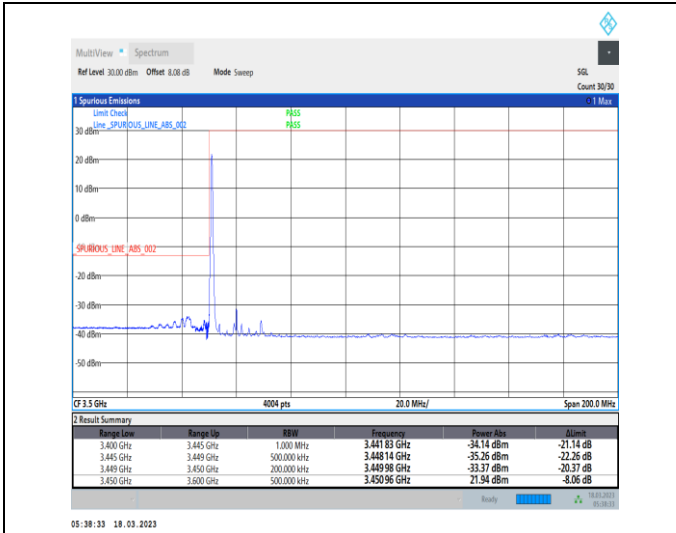 MultiView Spectrum
Ref Level 30.00 dBm Offset 8.08 dB Mode Sweep SGL
Count 30/30
1 Spurious Emissions 1 Max
Limit Check PASS
Line _SPURIOUS_LINE_ABS_002 PASS
30 dBm
20 dBm
10 dBm
0 dBm
_SPURIOUS_LINE_ABS_002
-20 dBm
-30 dBm
-40 dBm
-50 dBm
CF 3.5 GHz 4004 pts 20.0 MHz/ Span 200.0 MHz
2 Result Summary
Range Low Range Up RBW Frequency Power Abs ΔLimit
3.400 GHz 3.445 GHz 1.000 MHz 3.441 83 GHz -34.14 dBm -21.14 dB
3.445 GHz 3.449 GHz 500.000 kHz 3.448 14 GHz -35.26 dBm -22.26 dB
3.449 GHz 3.450 GHz 200.000 kHz 3.449 98 GHz -33.37 dBm -20.37 dB
3.450 GHz 3.600 GHz 500.000 kHz 3.450 96 GHz 21.94 dBm -8.06 dB
Ready 18.03.2023
05:38:33
05:38:33 18.03.2023